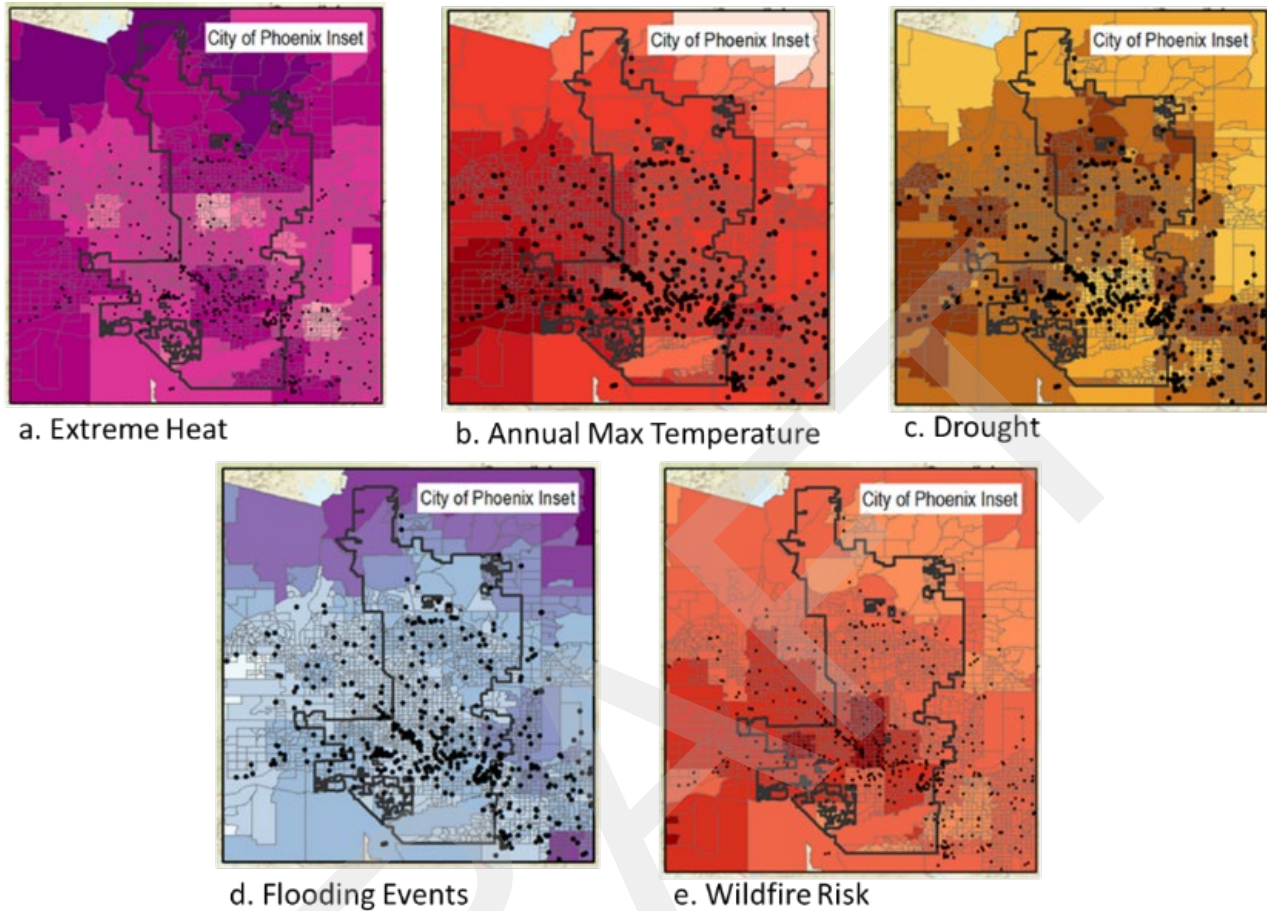 City of Phoenix Inset
City of Phoenix Inset
City of Phoenix Inset
a. Extreme Heat
b. Annual Max Temperature
c. Drought
City of Phoenix Inset
City of Phoenix Inset
d. Flooding Events
e. Wildfire Risk
DRAFT